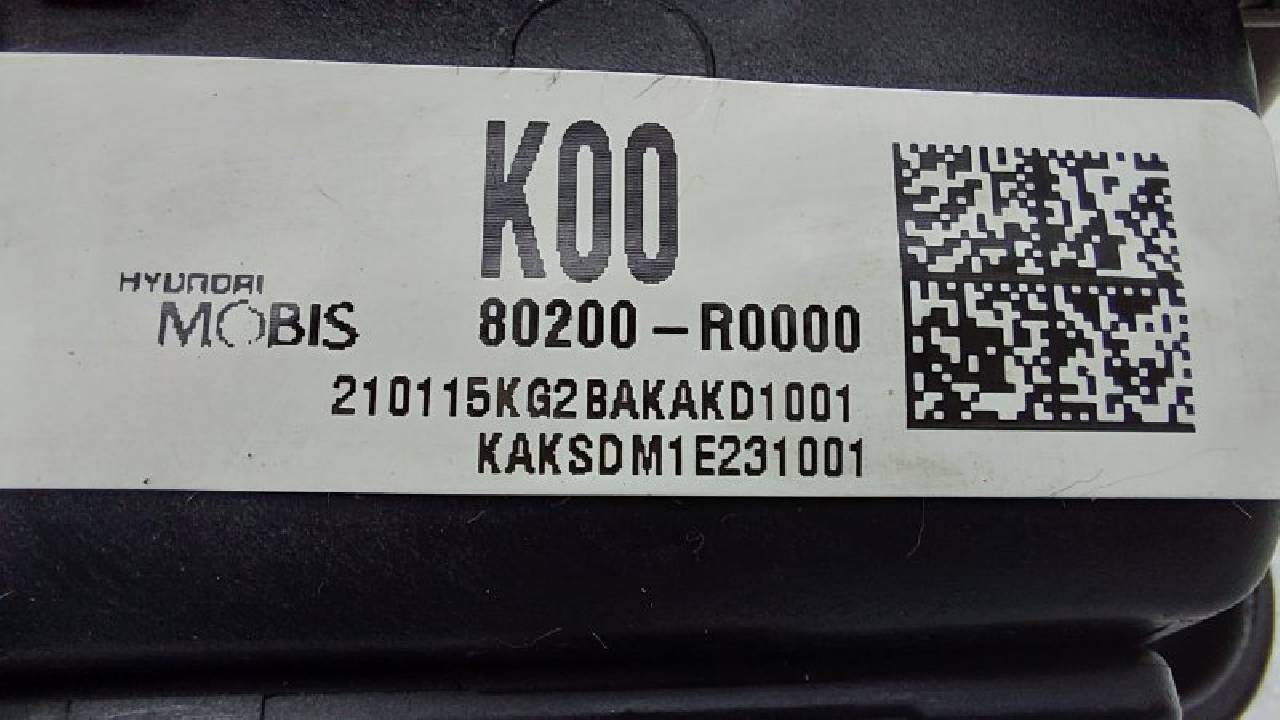 K00
HYUNDAI
MOBIS
80200-R0000
210115KG2BAKAKD1001
KAKSDM1E231001